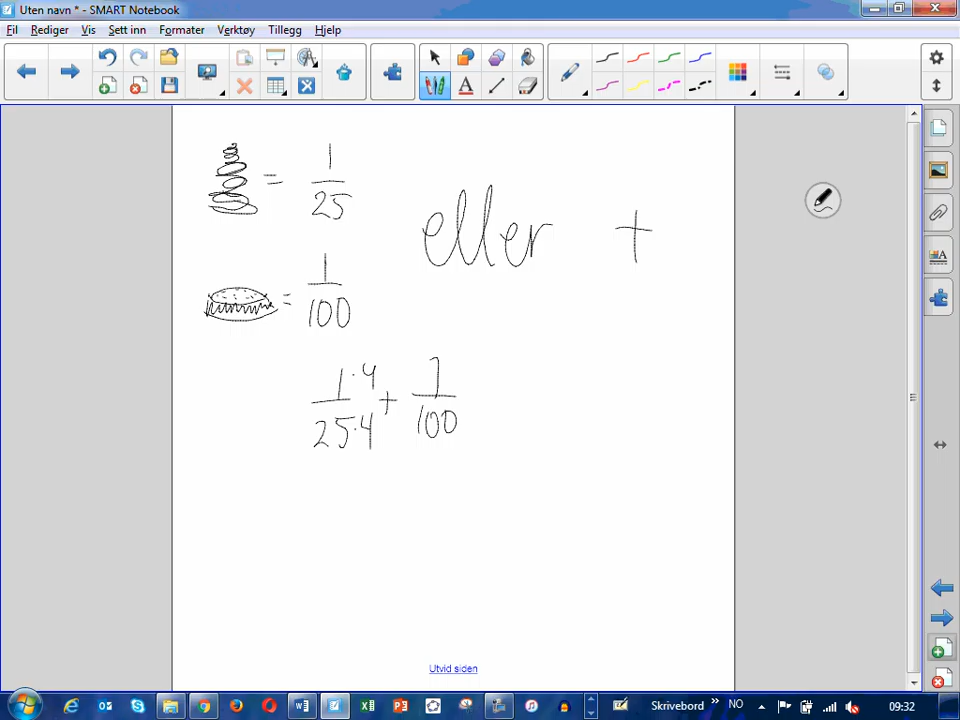 Uten navn * - SMART Notebook
Fil Rediger Vis Sett inn Formater Verktøy Tillegg Hjelp
A
= 1/25
eller +
= 1/100
1·4/25·4 + 1/100
Utvid siden
Skrivebord » NO 09:32